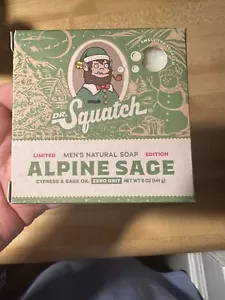 DR.
Squatch
LIMITED MEN'S NATURAL SOAP EDITION
ALPINE SAGE
CYPRESS & SAGE OIL ZERO GRIT NET WT 5 OZ (141 g)